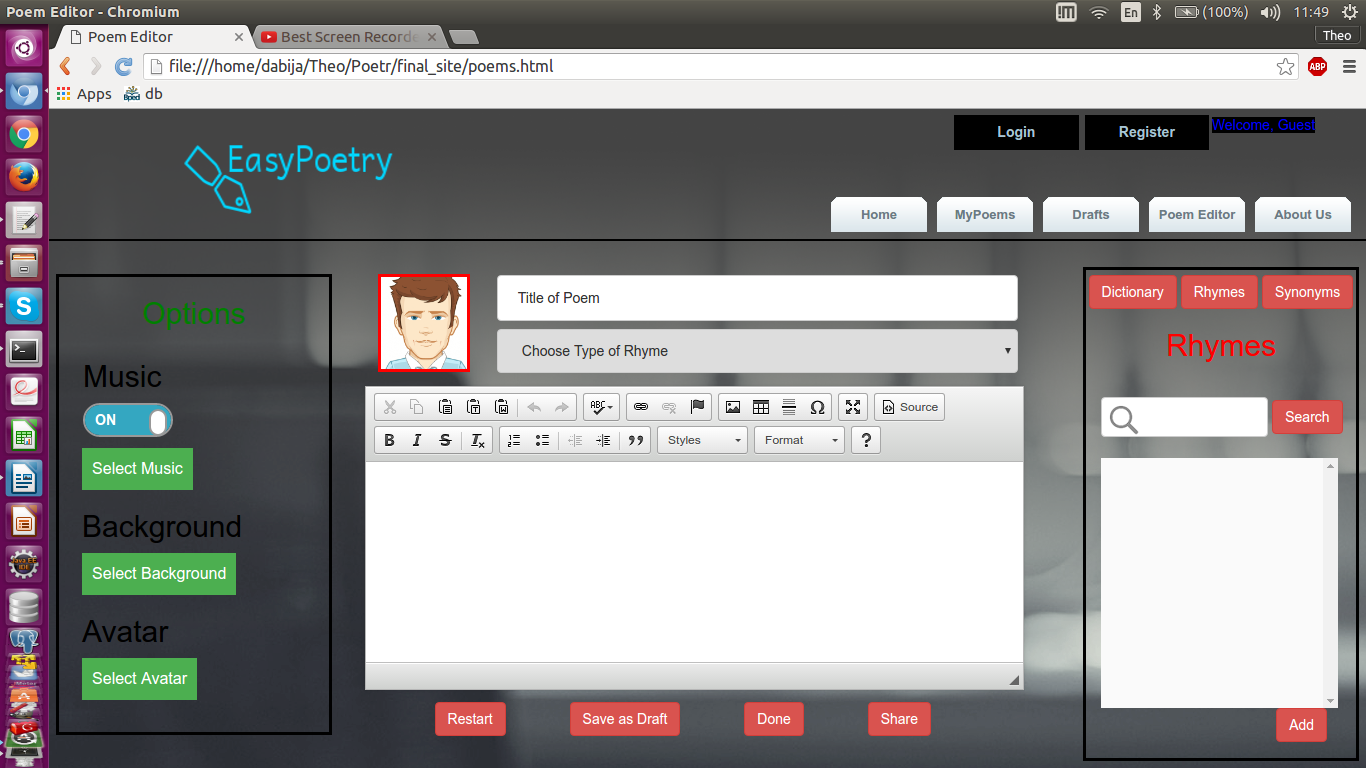 Poem Editor - Chromium
En
(100%)
11:49
Poem Editor
Best Screen Recorde
Theo
file:///home/dabija/Theo/Poetr/final_site/poems.html
ABP
Apps
Bped
db
Login
Register
Welcome, Guest
EasyPoetry
Home
MyPoems
Drafts
Poem Editor
About Us
Options
Music
ON
Select Music
Background
Select Background
Avatar
Select Avatar
Title of Poem
Choose Type of Rhyme
ABC
Source
B
I
S
Styles
Format
?
Restart
Save as Draft
Done
Share
Dictionary
Rhymes
Synonyms
Rhymes
Search
Add